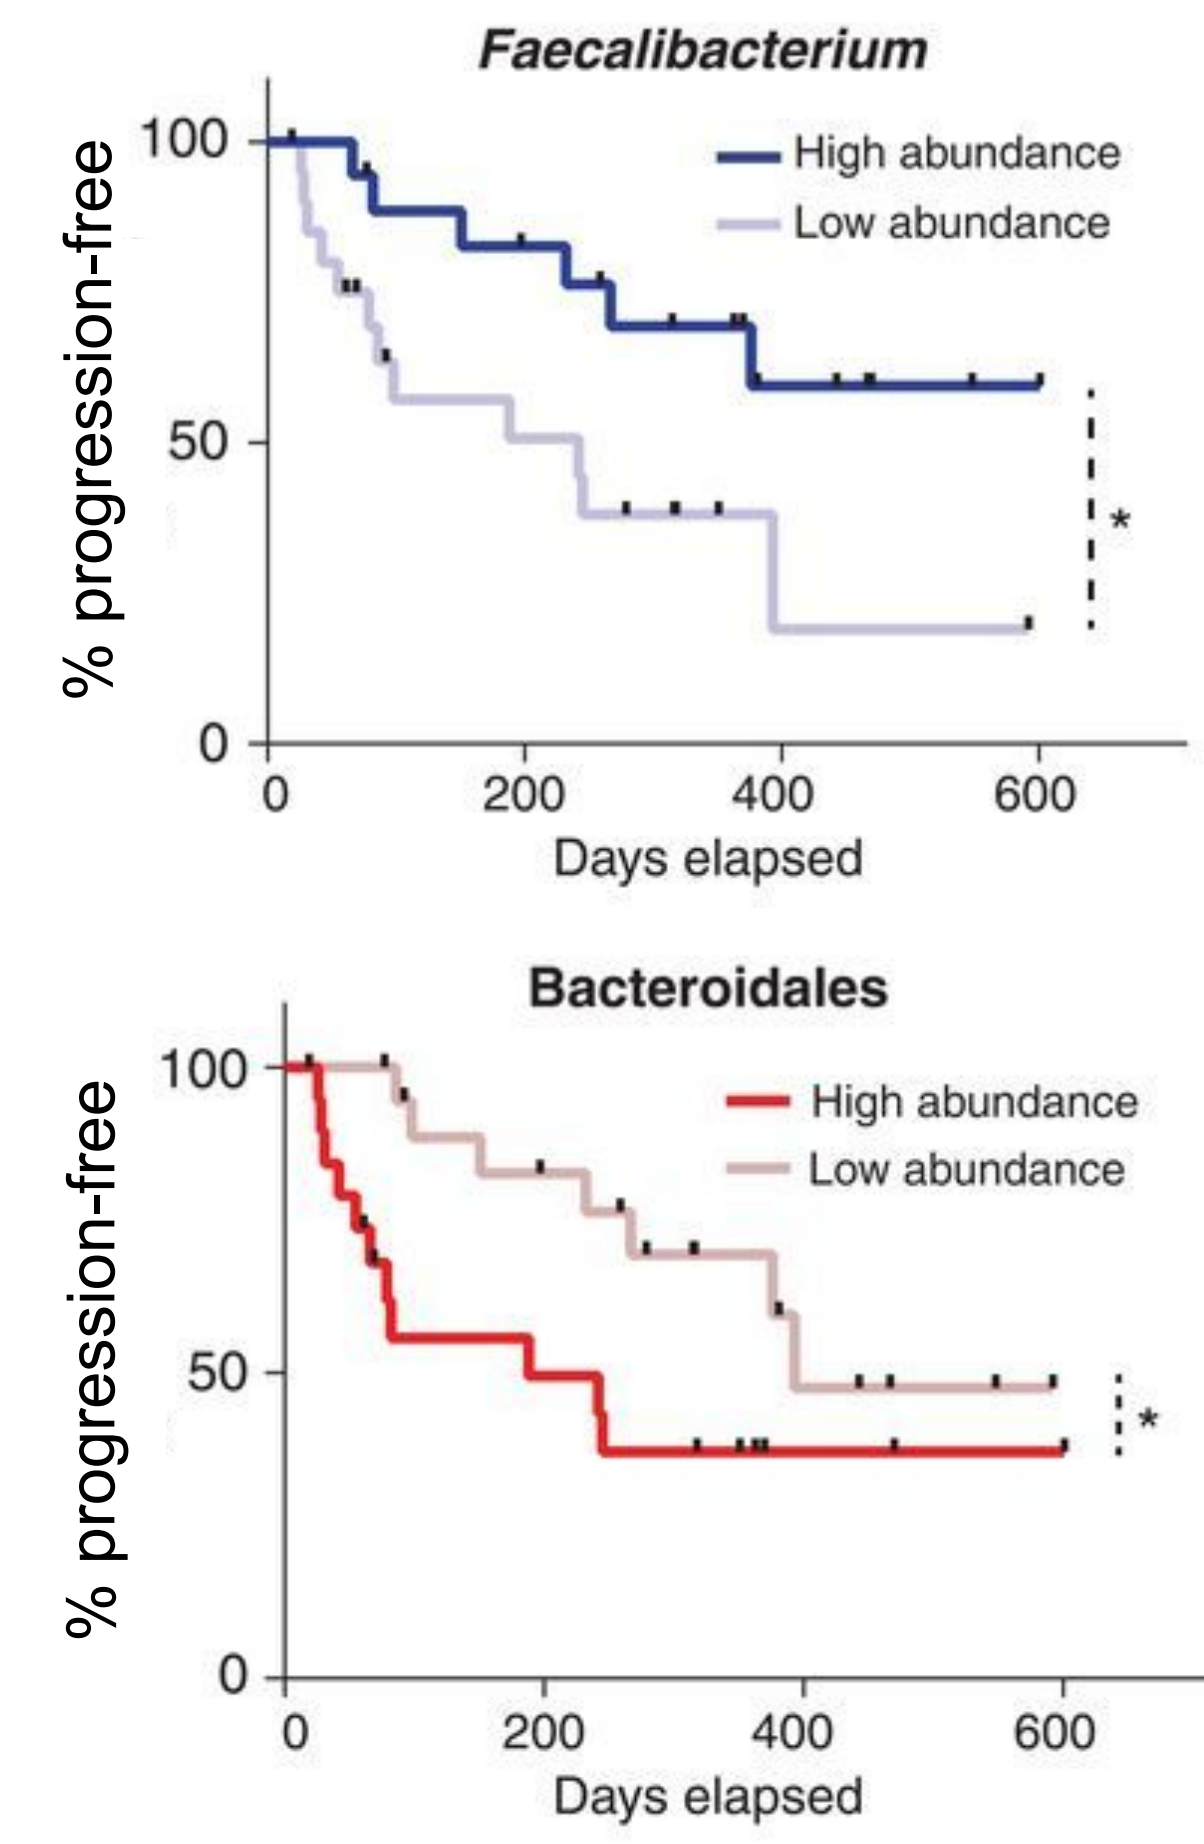 Faecalibacterium
% progression-free
100
50
0
High abundance
Low abundance
*
0 200 400 600
Days elapsed
Bacteroidales
% progression-free
100
50
0
High abundance
Low abundance
*
0 200 400 600
Days elapsed